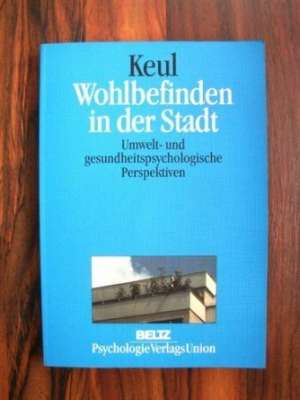 Keul
Wohlbefinden
in der Stadt
Umwelt- und
gesundheitspsychologische
Perspektiven
BELTZ
PsychologieVerlagsUnion